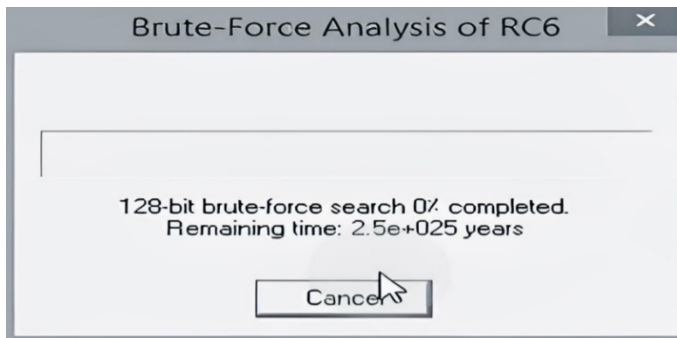 Brute-Force Analysis of RC6
128-bit brute-force search 0% completed.
Remaining time: 2.5e+025 years
Cancel